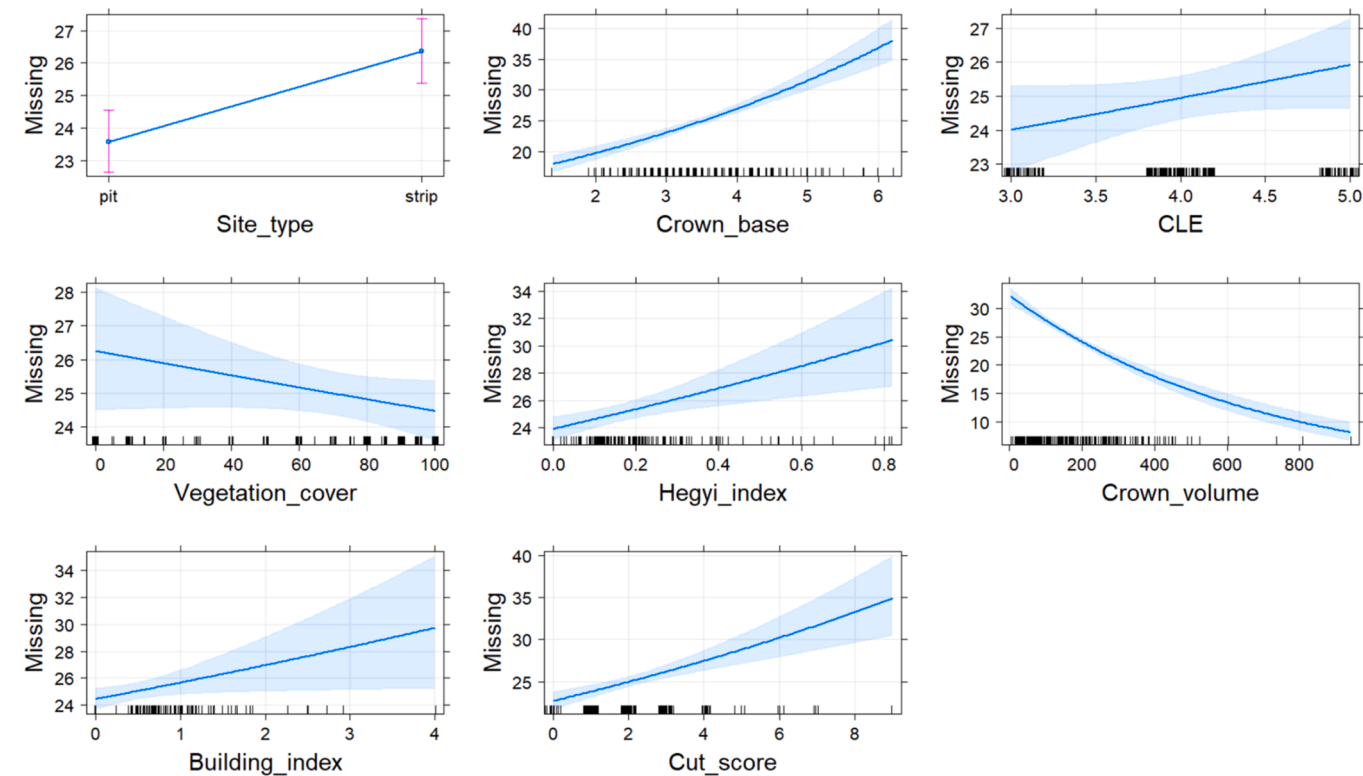 Missing
27
26
25
24
23
pit
strip
Site_type
Missing
40
35
30
25
20
2 3 4 5 6
Crown_base
Missing
27
26
25
24
23
3.0 3.5 4.0 4.5 5.0
CLE
Missing
28
27
26
25
24
0 20 40 60 80 100
Vegetation_cover
Missing
34
32
30
28
26
24
0.0 0.2 0.4 0.6 0.8
Hegyi_index
Missing
30
25
20
15
10
0 200 400 600 800
Crown_volume
Missing
34
32
30
28
26
24
0 1 2 3 4
Building_index
Missing
40
35
30
25
0 2 4 6 8
Cut_score